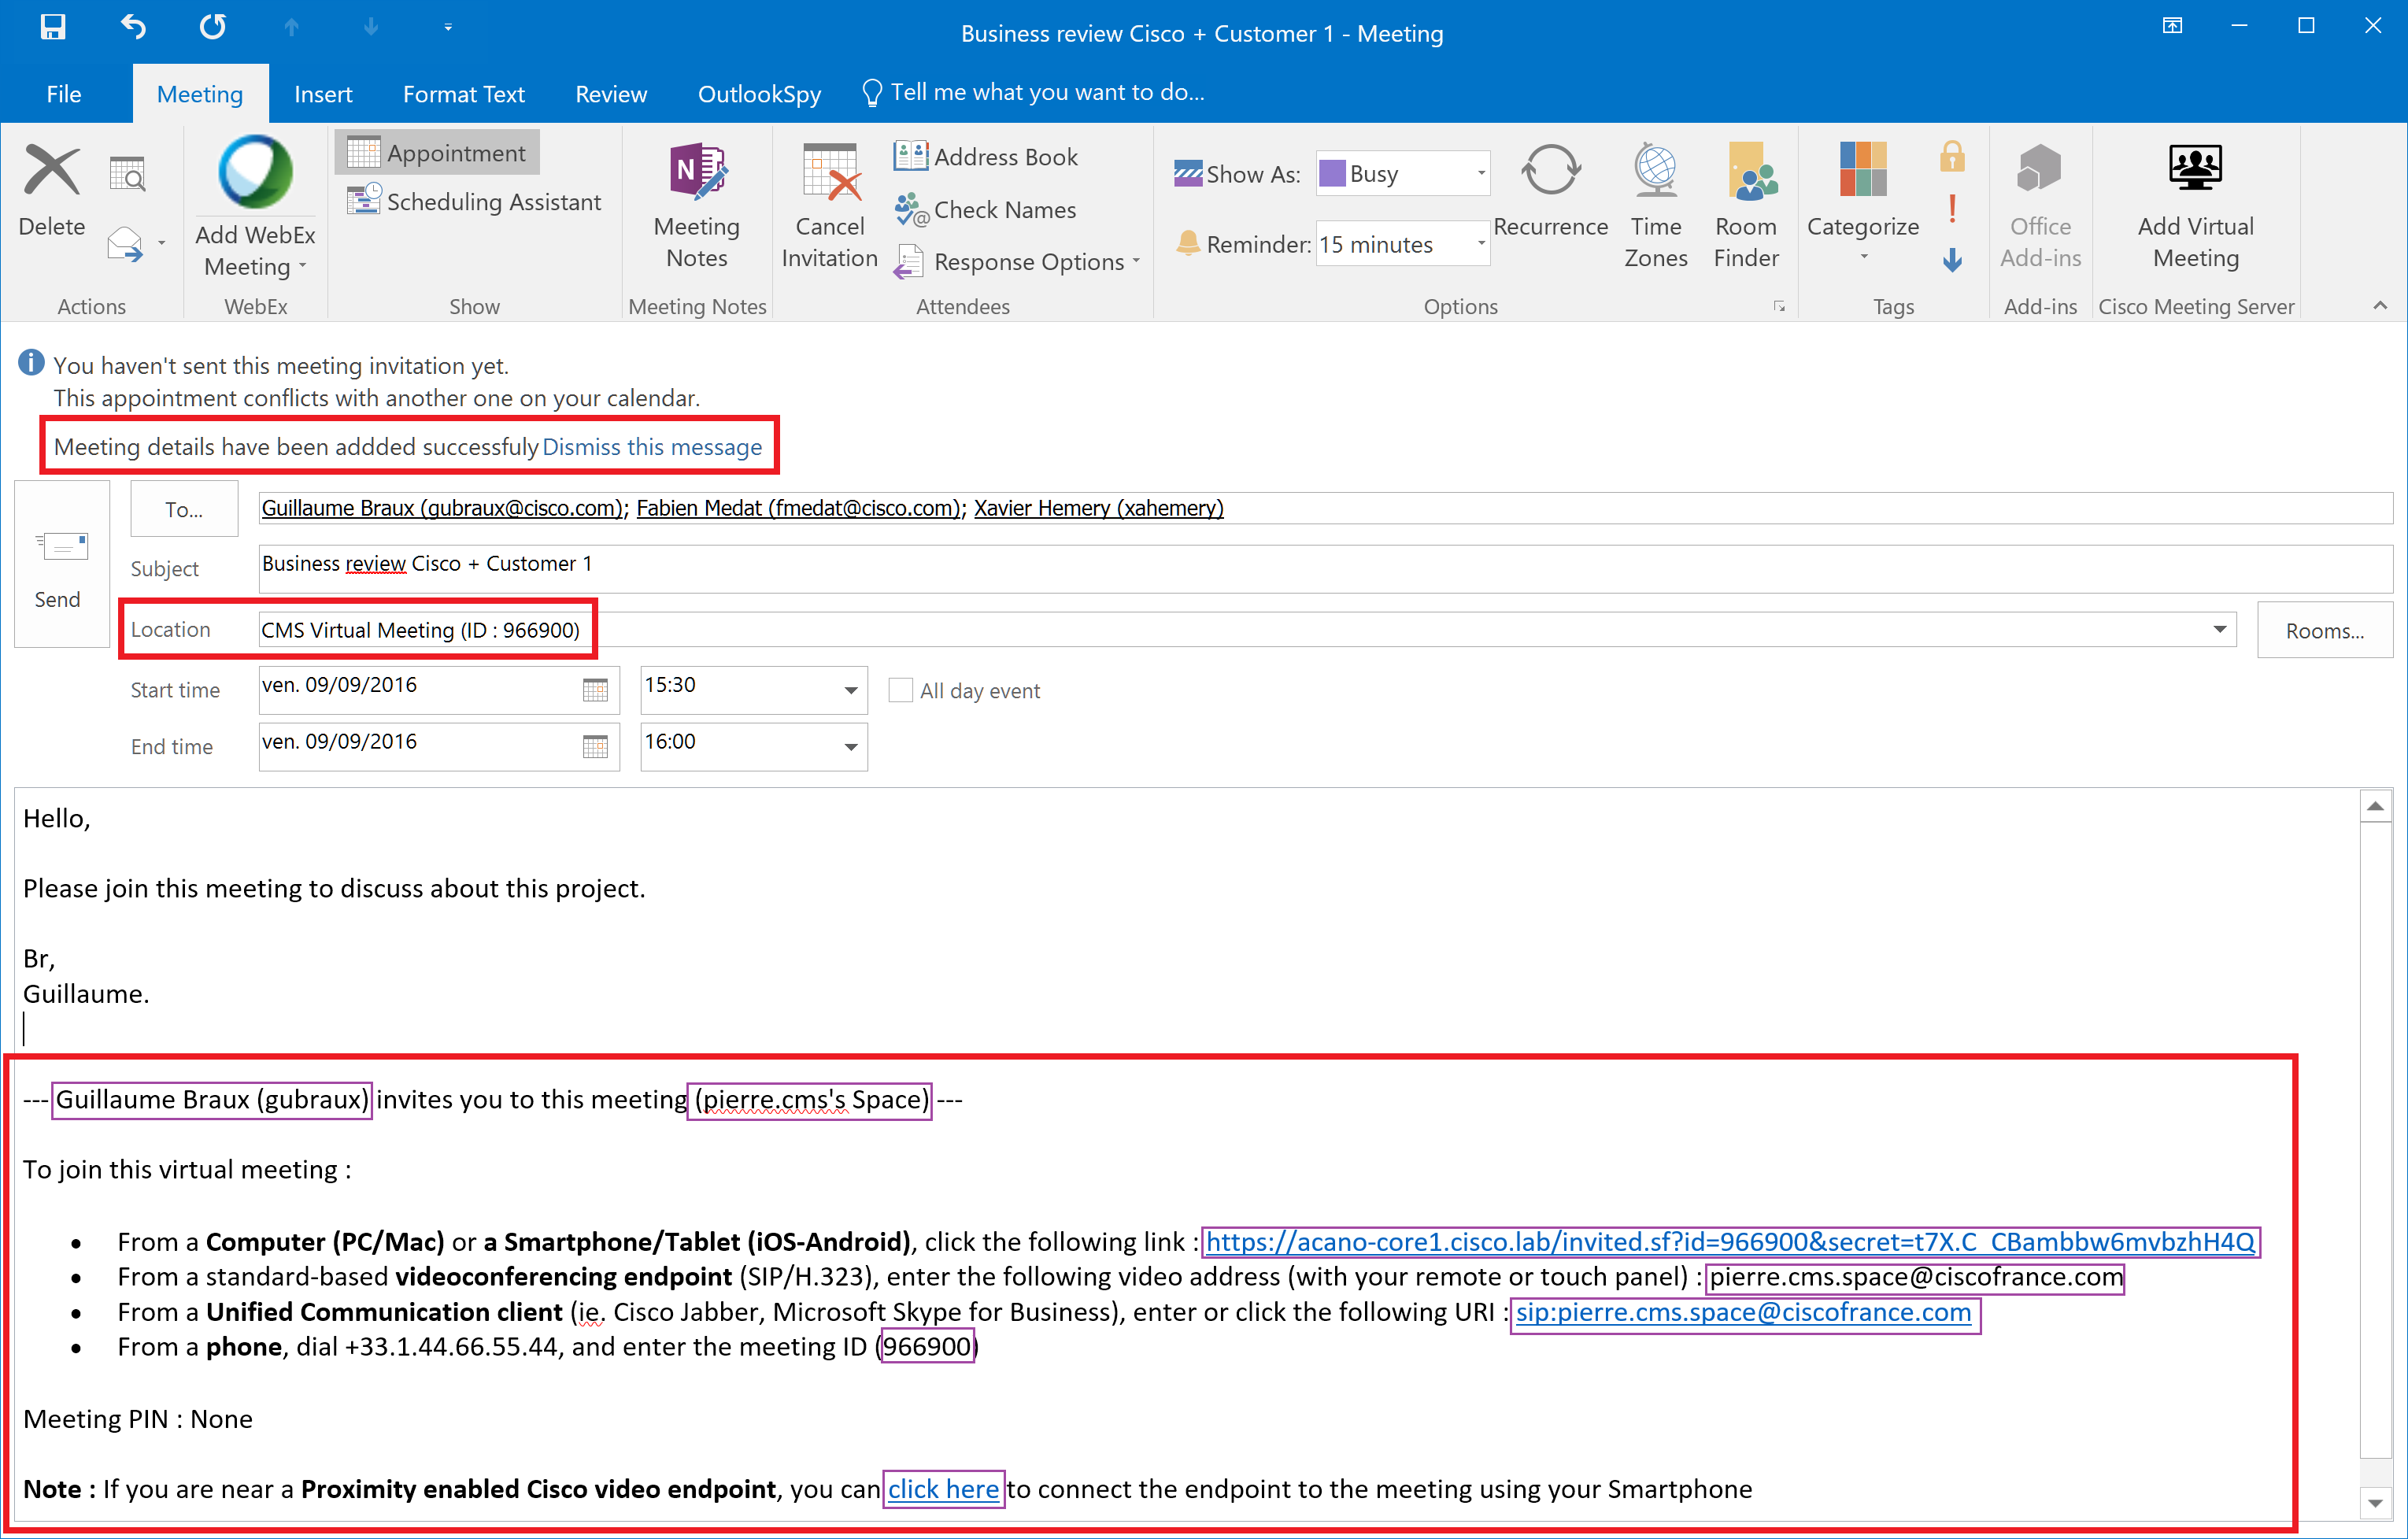 Business review Cisco + Customer 1 - Meeting
File Meeting Insert Format Text Review OutlookSpy Tell me what you want to do...
Delete
Actions
Add WebEx
Meeting
WebEx
Appointment
Scheduling Assistant
Show
Meeting
Notes
Meeting Notes
Cancel
Invitation
Address Book
Check Names
Response Options
Attendees
Show As: Busy
Reminder: 15 minutes
Recurrence
Time
Zones
Room
Finder
Options
Categorize
Tags
Office
Add-ins
Add-ins
Add Virtual
Meeting
Cisco Meeting Server
You haven't sent this meeting invitation yet.
This appointment conflicts with another one on your calendar.
Meeting details have been addded successfuly Dismiss this message
Send
To... Guillaume Braux (gubraux@cisco.com); Fabien Medat (fmedat@cisco.com); Xavier Hemery (xahemery)
Subject Business review Cisco + Customer 1
Location CMS Virtual Meeting (ID : 966900) Rooms...
Start time ven. 09/09/2016 15:30 All day event
End time ven. 09/09/2016 16:00
Hello,
Please join this meeting to discuss about this project.
Br,
Guillaume.
--- Guillaume Braux (gubraux) invites you to this meeting (pierre.cms's Space) ---
To join this virtual meeting :
• From a Computer (PC/Mac) or a Smartphone/Tablet (iOS-Android), click the following link : https://acano-core1.cisco.lab/invited.sf?id=966900&secret=t7X.C_CBambbw6mvbzhH4Q
• From a standard-based videoconferencing endpoint (SIP/H.323), enter the following video address (with your remote or touch panel) : pierre.cms.space@ciscofrance.com
• From a Unified Communication client (ie. Cisco Jabber, Microsoft Skype for Business), enter or click the following URI : sip:pierre.cms.space@ciscofrance.com
• From a phone, dial +33.1.44.66.55.44, and enter the meeting ID (966900)
Meeting PIN : None
Note : If you are near a Proximity enabled Cisco video endpoint, you can click here to connect the endpoint to the meeting using your Smartphone